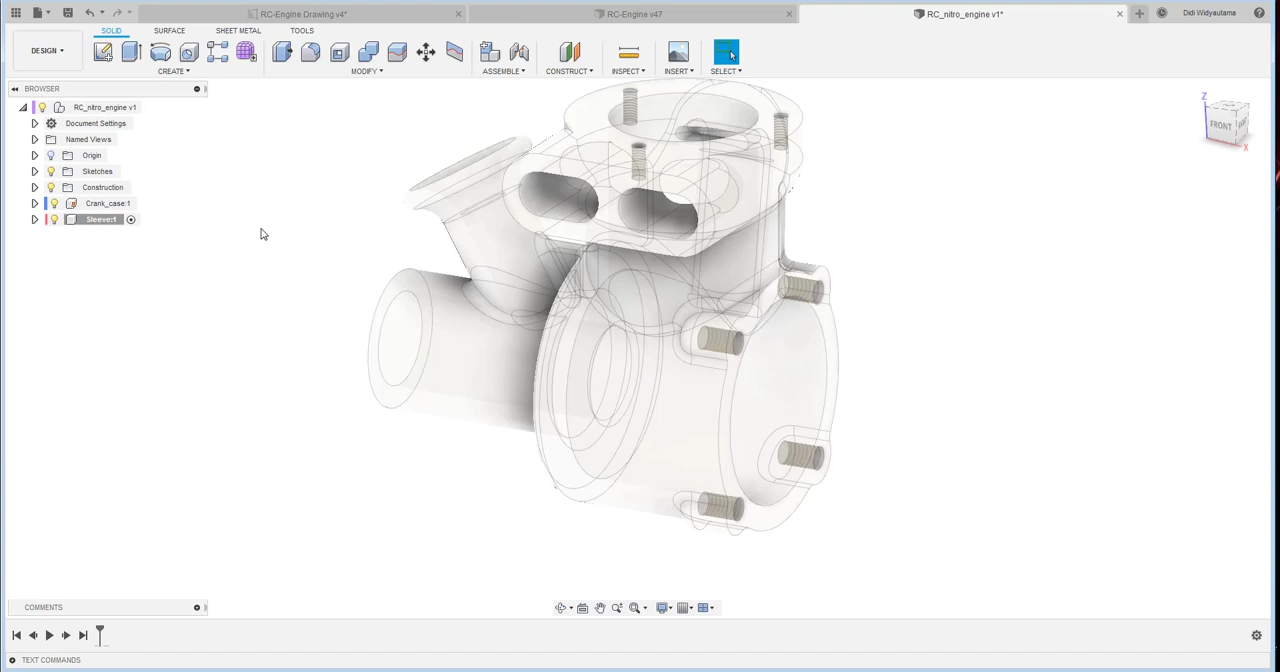 RC-Engine Drawing v4*
RC-Engine v47
RC_nitro_engine v1*
Didi Widyautama
SOLID
SURFACE
SHEET METAL
TOOLS
DESIGN
CREATE
MODIFY
ASSEMBLE
CONSTRUCT
INSPECT
INSERT
SELECT
BROWSER
RC_nitro_engine v1
Document Settings
Named Views
Origin
Sketches
Construction
Crank_case:1
Sleeve:1
Z
FRONT
X
COMMENTS
TEXT COMMANDS